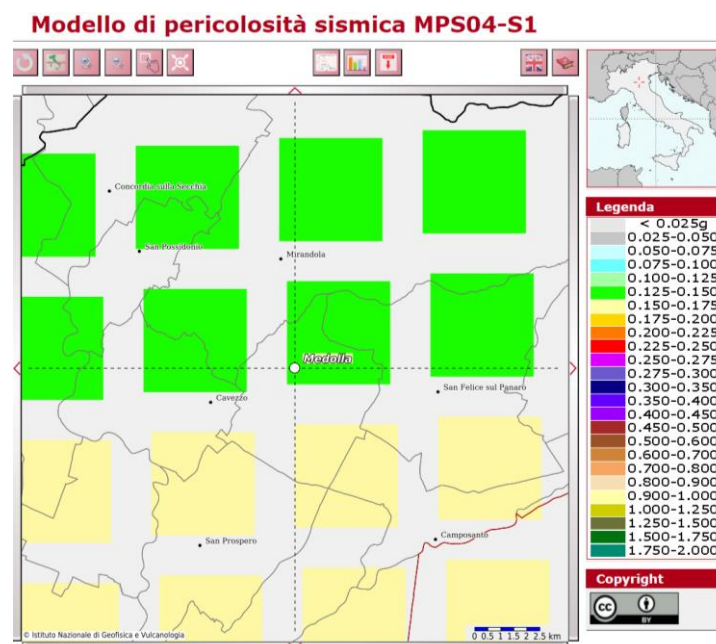 Modello di pericolosità sismica MPS04-S1
Concordia sulla Secchia
San Possidonio
Mirandola
Medolla
San Felice sul Panaro
Cavezzo
San Prospero
Camposanto
© Istituto Nazionale di Geofisica e Vulcanologia
0 0.5 1 1.5 2 2.5 km
Legenda
< 0.025g
0.025-0.050
0.050-0.075
0.075-0.100
0.100-0.125
0.125-0.150
0.150-0.175
0.175-0.200
0.200-0.225
0.225-0.250
0.250-0.275
0.275-0.300
0.300-0.350
0.350-0.400
0.400-0.450
0.450-0.500
0.500-0.600
0.600-0.700
0.700-0.800
0.800-0.900
0.900-1.000
1.000-1.250
1.250-1.500
1.500-1.750
1.750-2.000
Copyright
cc
BY